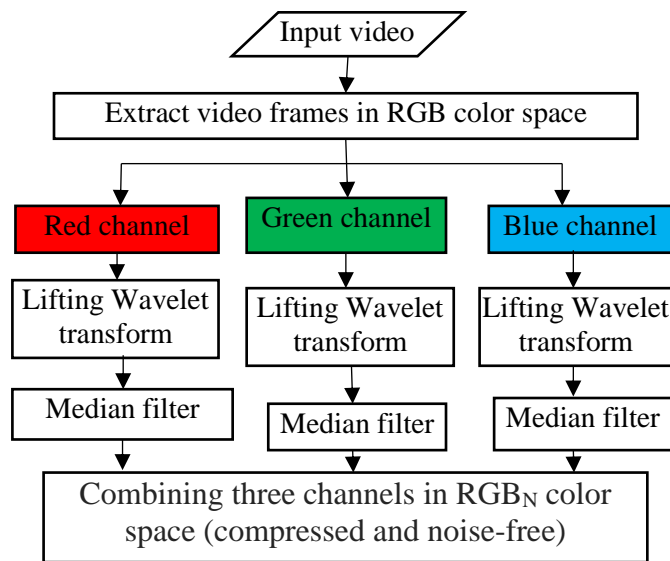 Input video
Extract video frames in RGB color space
Red channel
Green channel
Blue channel
Lifting Wavelet
transform
Lifting Wavelet
transform
Lifting Wavelet
transform
Median filter
Median filter
Median filter
Combining three channels in RGB_N color
space (compressed and noise-free)